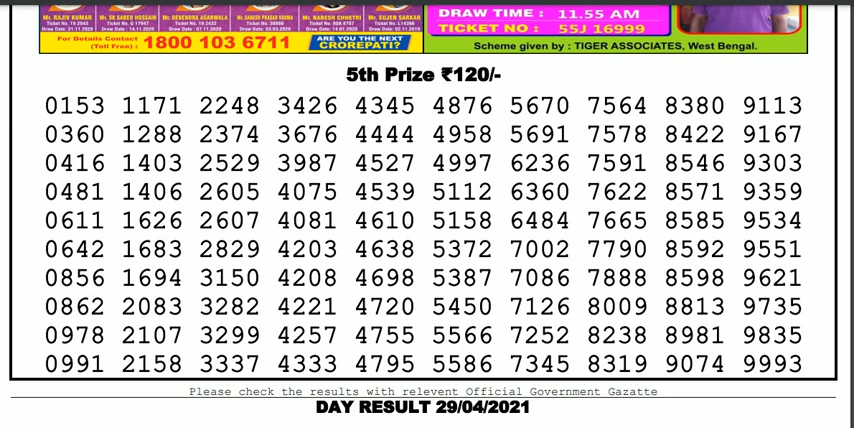 Mr. RAJIV KUMAR Mr. SK SABER HOSSAIN Mr. DEBENDRA AGARWALA Mr. GANESH PRASAD VARMA Mr. NARESH CHHETRI Mr. SUJEN SARKAR
DRAW TIME : 11.55 AM
TICKET NO : 55J 16999
For Details Contact
(Toll Free) : 1800 103 6711
ARE YOU THE NEXT
CROREPATI?
Scheme given by : TIGER ASSOCIATES, West Bengal.
5th Prize ₹120/-
0153 1171 2248 3426 4345 4876 5670 7564 8380 9113
0360 1288 2374 3676 4444 4958 5691 7578 8422 9167
0416 1403 2529 3987 4527 4997 6236 7591 8546 9303
0481 1406 2605 4075 4539 5112 6360 7622 8571 9359
0611 1626 2607 4081 4610 5158 6484 7665 8585 9534
0642 1683 2829 4203 4638 5372 7002 7790 8592 9551
0856 1694 3150 4208 4698 5387 7086 7888 8598 9621
0862 2083 3282 4221 4720 5450 7126 8009 8813 9735
0978 2107 3299 4257 4755 5566 7252 8238 8981 9835
0991 2158 3337 4333 4795 5586 7345 8319 9074 9993
Please check the results with relevent Official Government Gazatte
DAY RESULT 29/04/2021